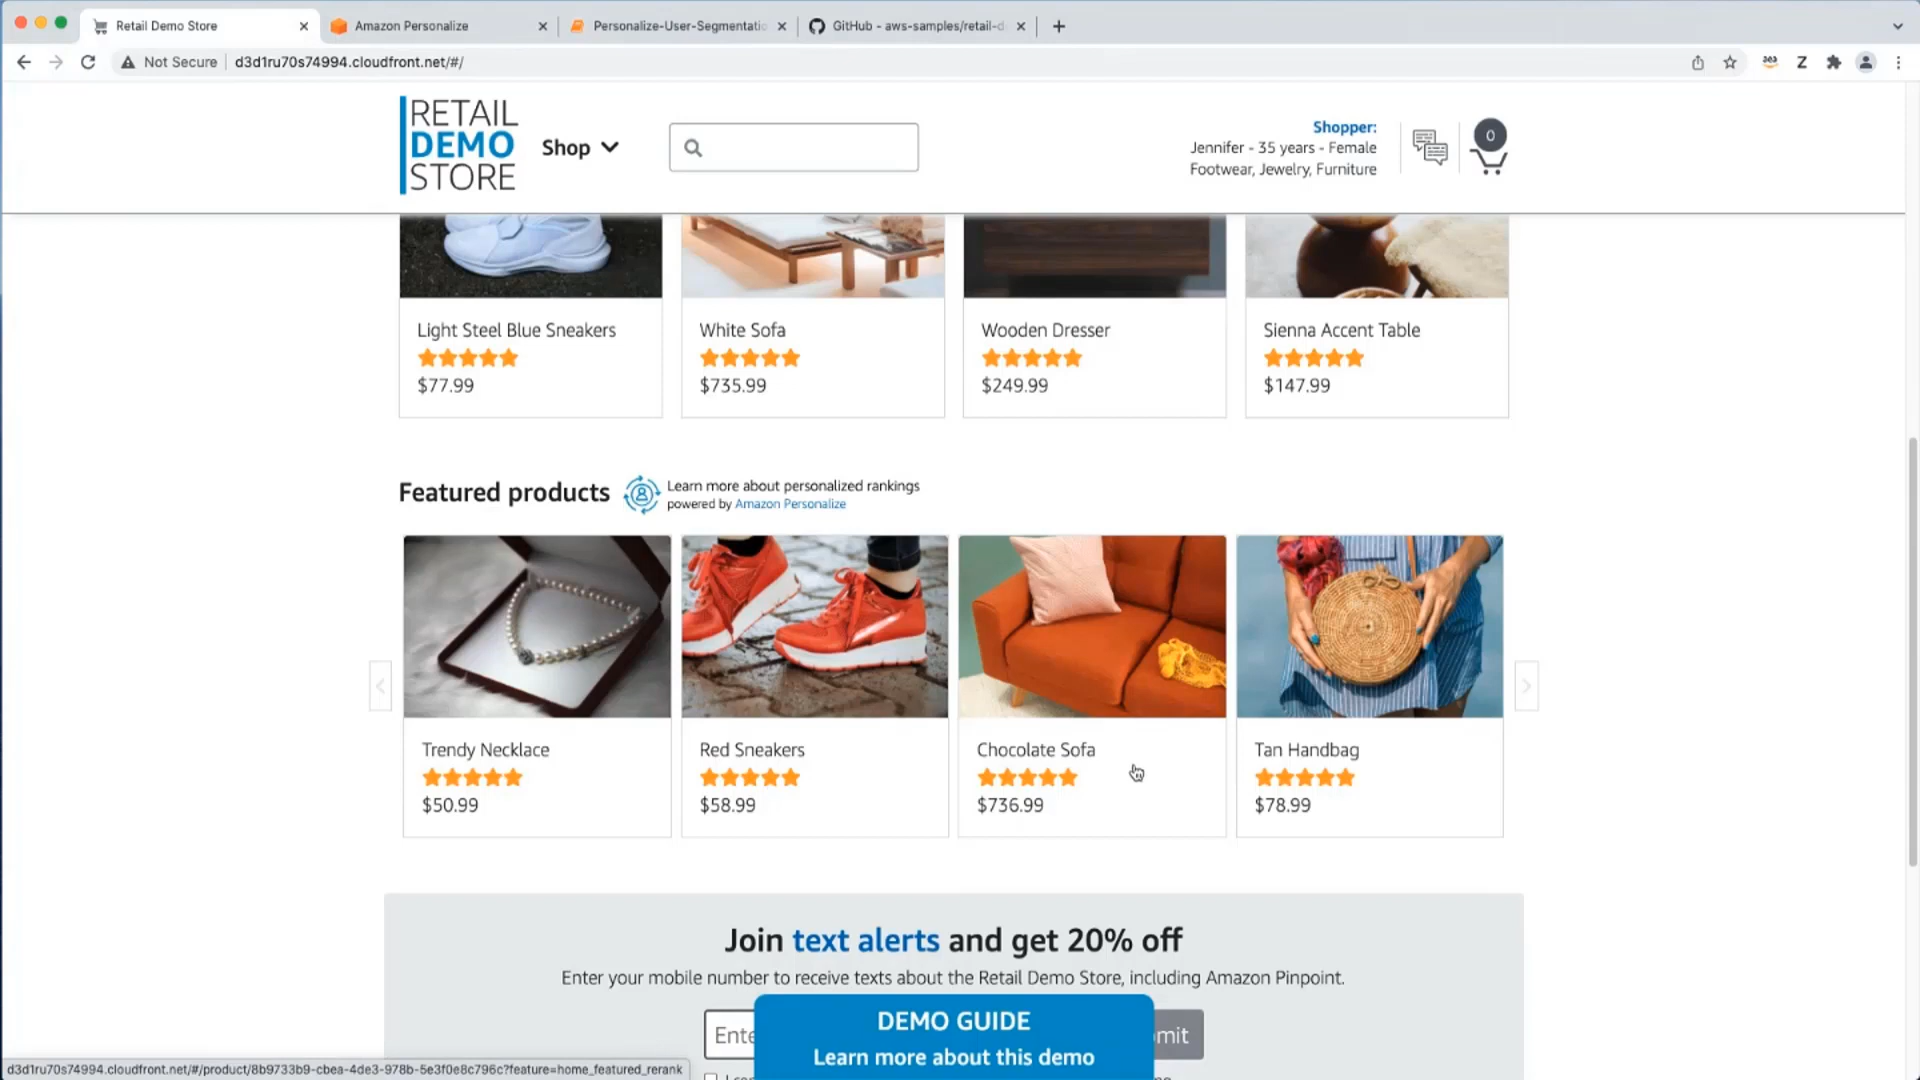 Retail Demo Store
Amazon Personalize
Personalize-User-Segmentatio
GitHub - aws-samples/retail-d
Not Secure
d3d1ru70s74994.cloudfront.net/#/
Z
RETAIL
DEMO
STORE
Shop
Shopper:
Jennifer - 35 years - Female
Footwear, Jewelry, Furniture
0
Light Steel Blue Sneakers
$77.99
White Sofa
$735.99
Wooden Dresser
$249.99
Sienna Accent Table
$147.99
Featured products
Learn more about personalized rankings
powered by Amazon Personalize
Trendy Necklace
$50.99
Red Sneakers
$58.99
Chocolate Sofa
$736.99
Tan Handbag
$78.99
Join text alerts and get 20% off
Enter your mobile number to receive texts about the Retail Demo Store, including Amazon Pinpoint.
Ente
mit
DEMO GUIDE
Learn more about this demo
d3d1ru70s74994.cloudfront.net/#/product/8b9733b9-cbea-4de3-978b-5e3f0e8c796c?feature=home_featured_rerank